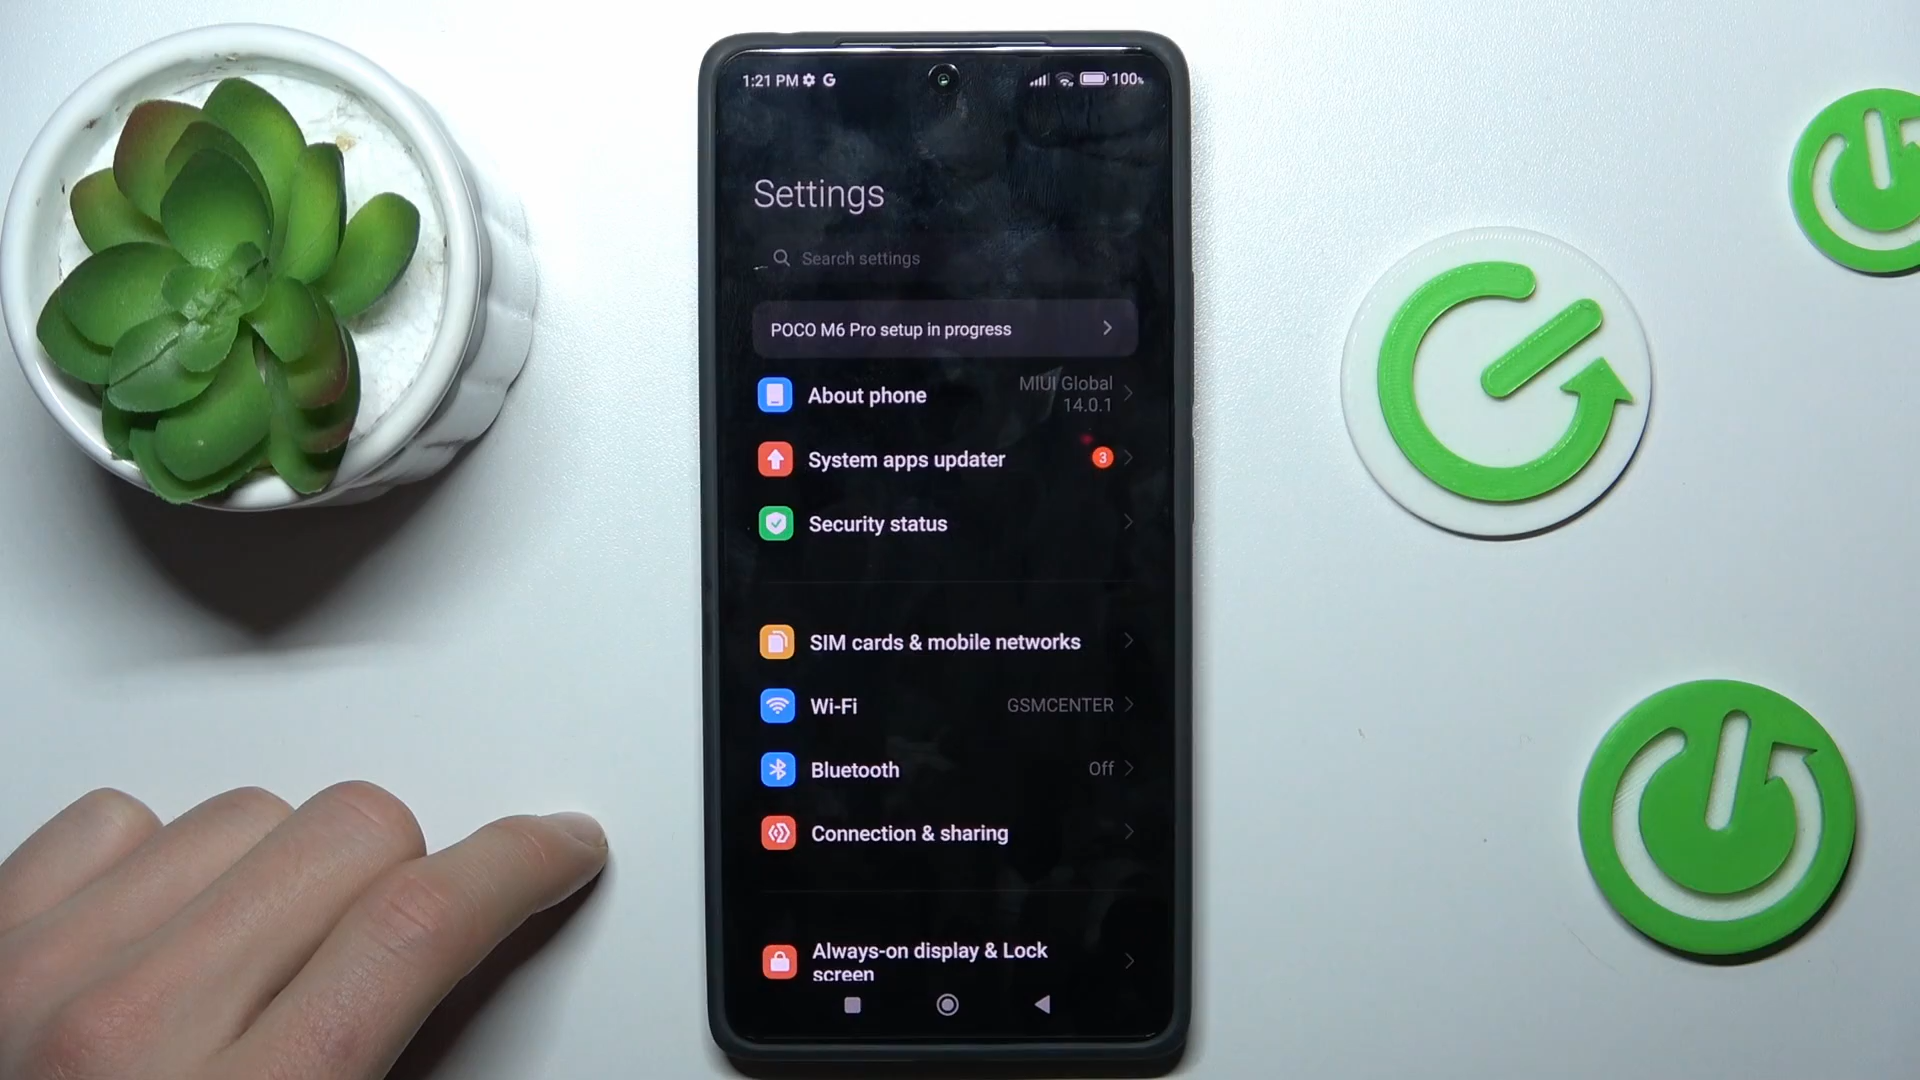 1:21 PM G 100%
Settings
Search settings
POCO M6 Pro setup in progress
About phone MIUI Global
14.0.1
System apps updater 3
Security status
SIM cards & mobile networks
Wi-Fi GSMCENTER
Bluetooth Off
Connection & sharing
Always-on display & Lock
screen